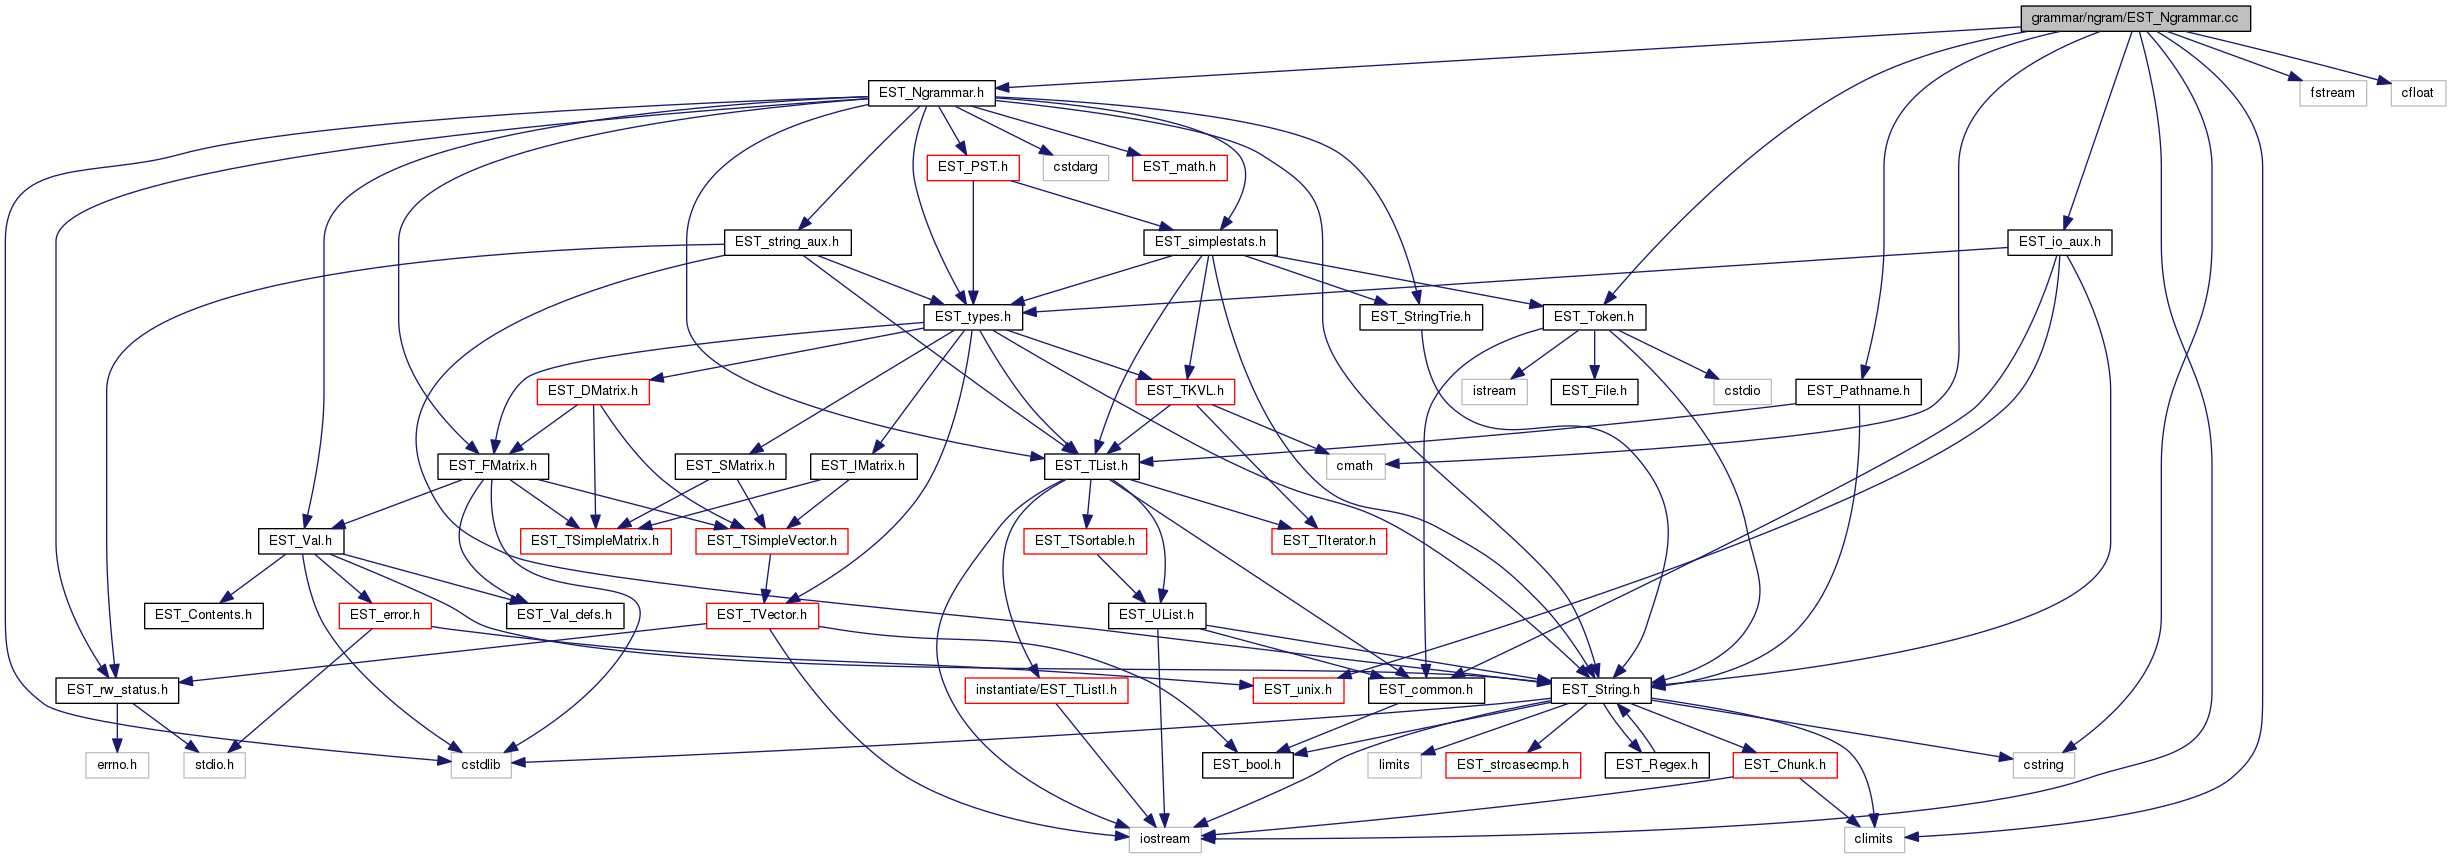 grammar/ngram/EST_Ngrammar.cc
EST_Ngrammar.h
fstream
cfloat
EST_PST.h
cstdarg
EST_math.h
EST_string_aux.h
EST_simplestats.h
EST_io_aux.h
EST_types.h
EST_StringTrie.h
EST_Token.h
EST_DMatrix.h
EST_TKVL.h
istream
EST_File.h
cstdio
EST_Pathname.h
EST_FMatrix.h
EST_SMatrix.h
EST_IMatrix.h
EST_TList.h
cmath
EST_Val.h
EST_TSimpleMatrix.h
EST_TSimpleVector.h
EST_TSortable.h
EST_TIterator.h
EST_Contents.h
EST_error.h
EST_Val_defs.h
EST_TVector.h
EST_UList.h
EST_rw_status.h
instantiate/EST_TListI.h
EST_unix.h
EST_common.h
EST_String.h
errno.h
stdio.h
cstdlib
EST_bool.h
limits
EST_strcasecmp.h
EST_Regex.h
EST_Chunk.h
cstring
iostream
climits